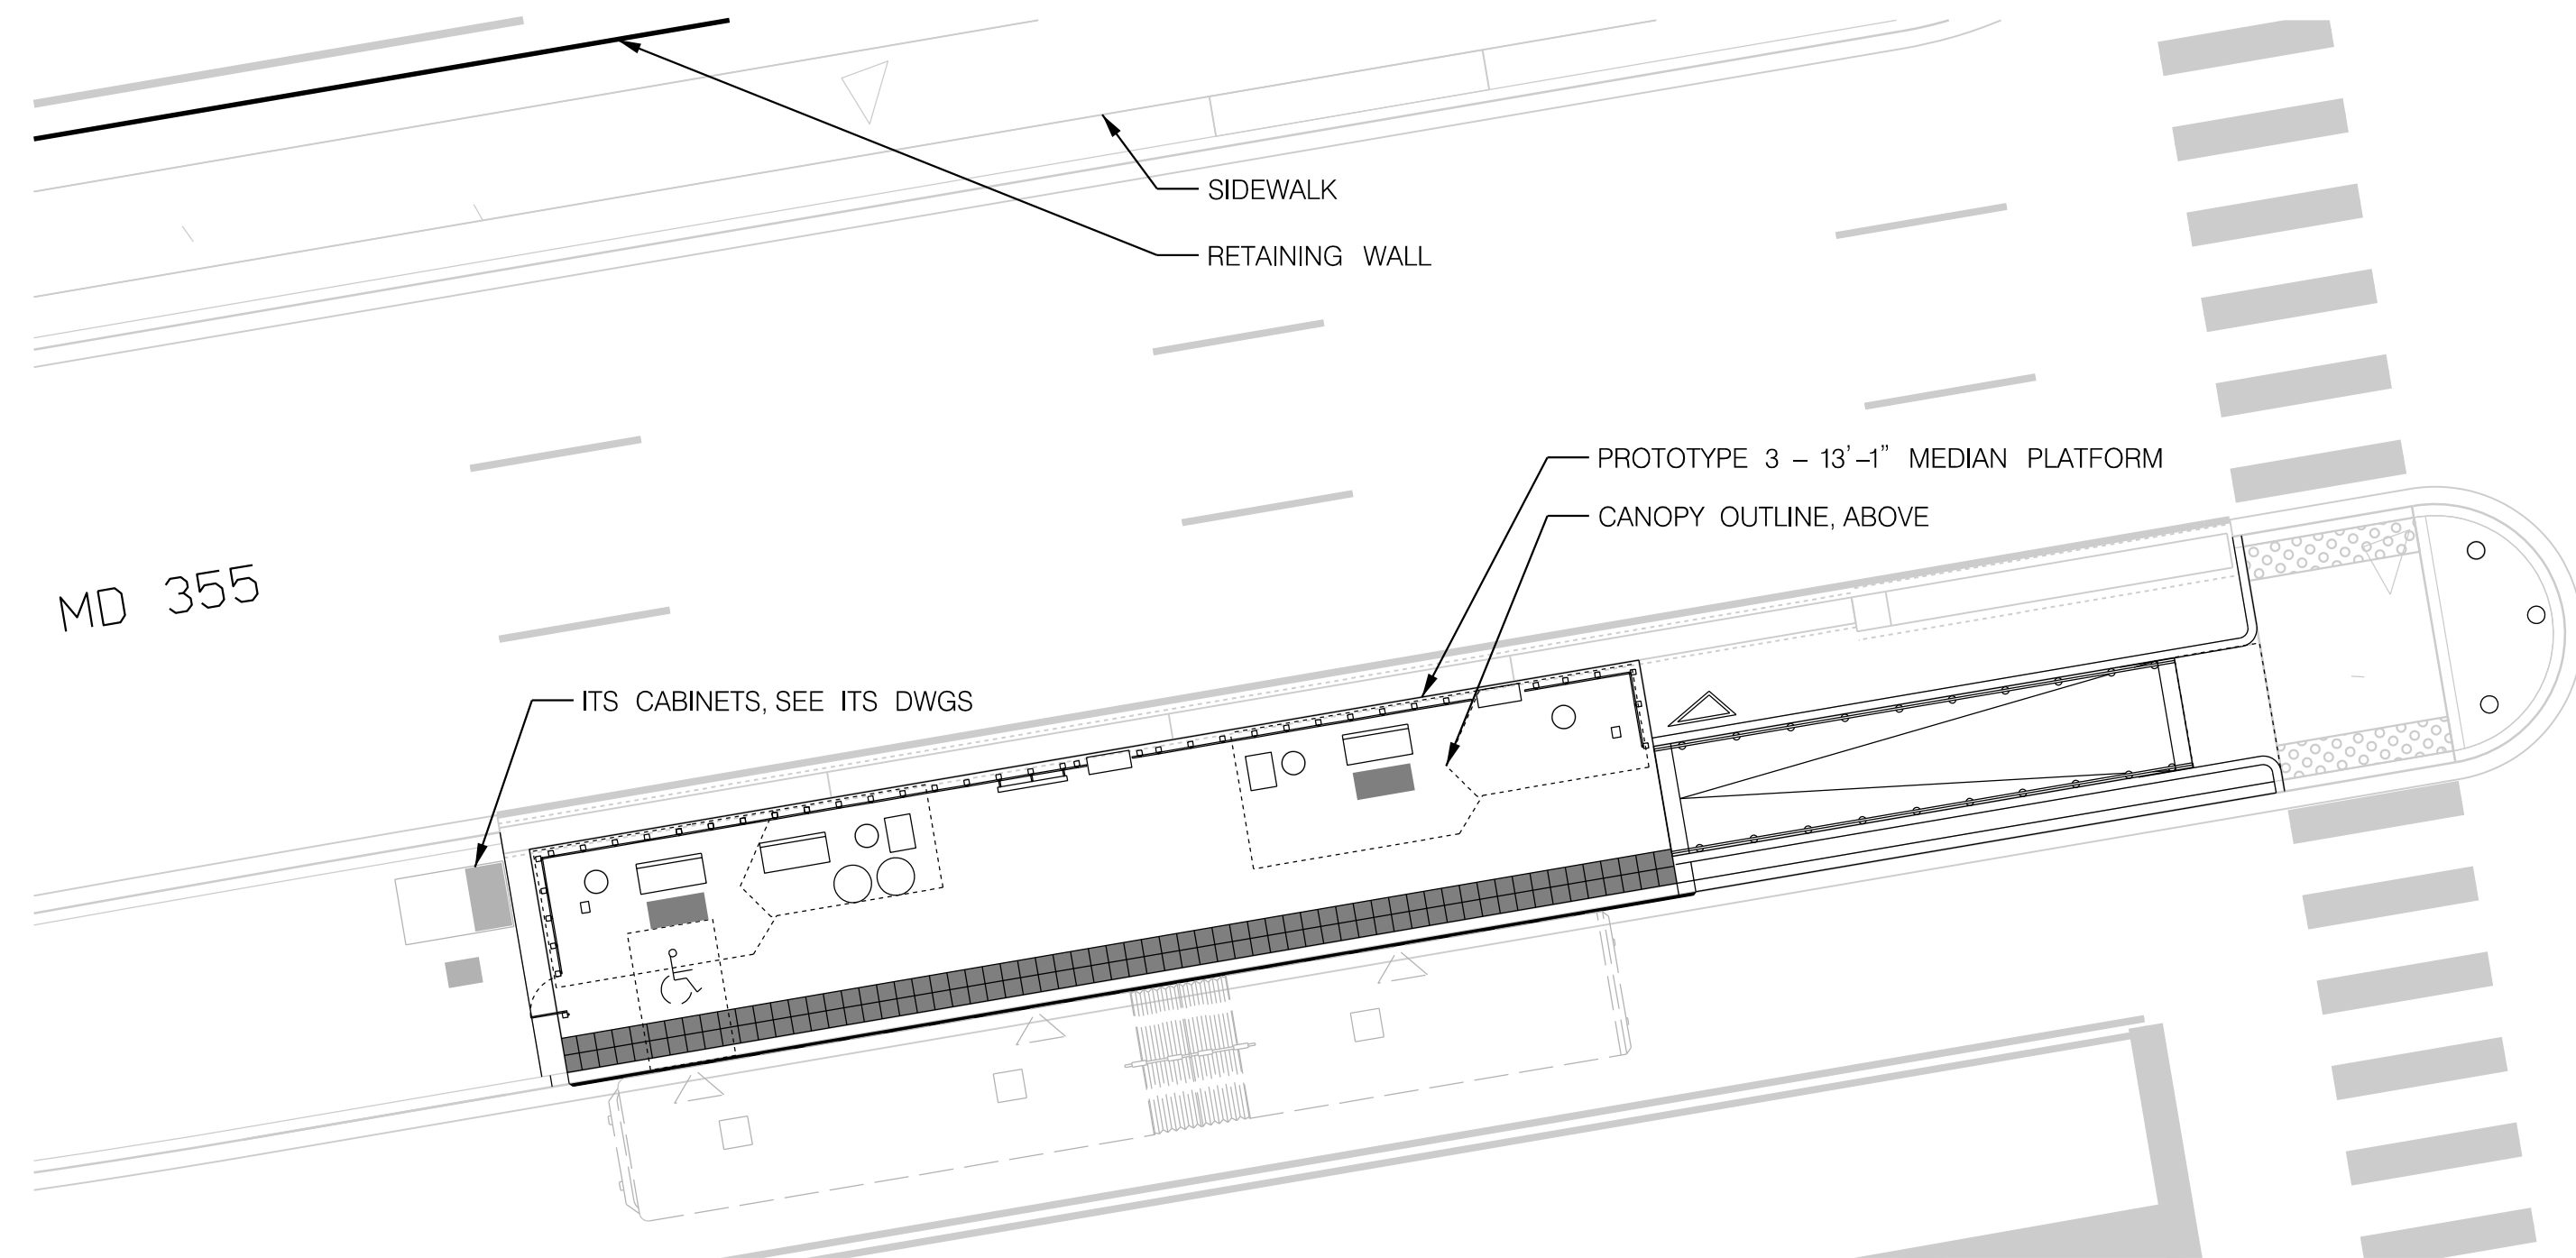 SIDEWALK
RETAINING WALL
PROTOTYPE 3 – 13'–1" MEDIAN PLATFORM
CANOPY OUTLINE, ABOVE
MD 355
ITS CABINETS, SEE ITS DWGS